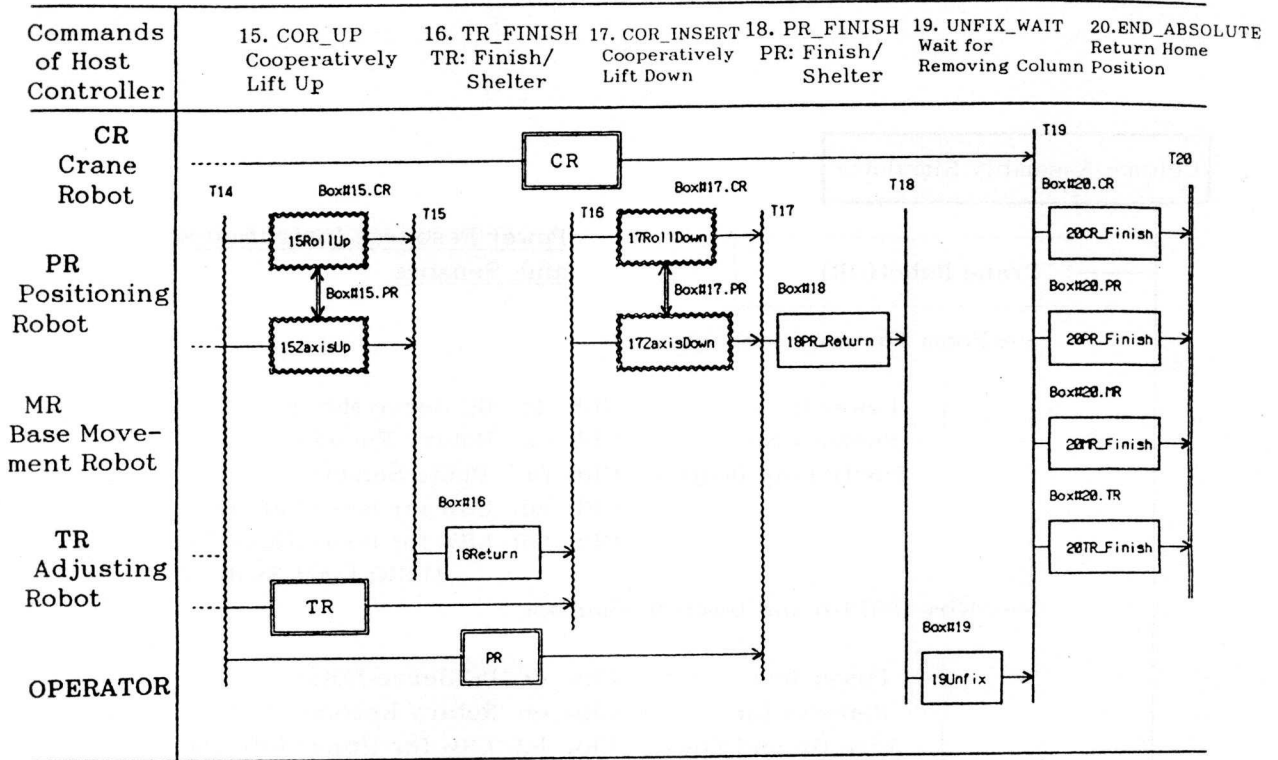 Commands
of Host
Controller
15. COR_UP
Cooperatively
Lift Up
16. TR_FINISH
TR: Finish/
Shelter
17. COR_INSERT
Cooperatively
Lift Down
18. PR_FINISH
PR: Finish/
Shelter
19. UNFIX_WAIT
Wait for
Removing Column
20.END_ABSOLUTE
Return Home
Position
CR
Crane
Robot
CR
T19
T20
T14
Box#15.CR
T15
T16
Box#17.CR
T17
T18
Box#20.CR
15RollUp
17RollDown
20CR_Finish
PR
Positioning
Robot
Box#15.PR
Box#17.PR
Box#18
Box#20.PR
15ZaxisUp
17ZaxisDown
18PR_Return
20PR_Finish
MR
Base Move-
ment Robot
Box#20.MR
20MR_Finish
Box#16
Box#20.TR
TR
Adjusting
Robot
16Return
20TR_Finish
TR
Box#19
OPERATOR
PR
19Unfix